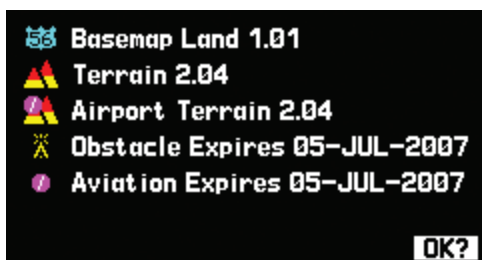 56 Basemap Land 1.01
Terrain 2.04
Airport Terrain 2.04
Obstacle Expires 05-JUL-2007
Aviation Expires 05-JUL-2007
OK?